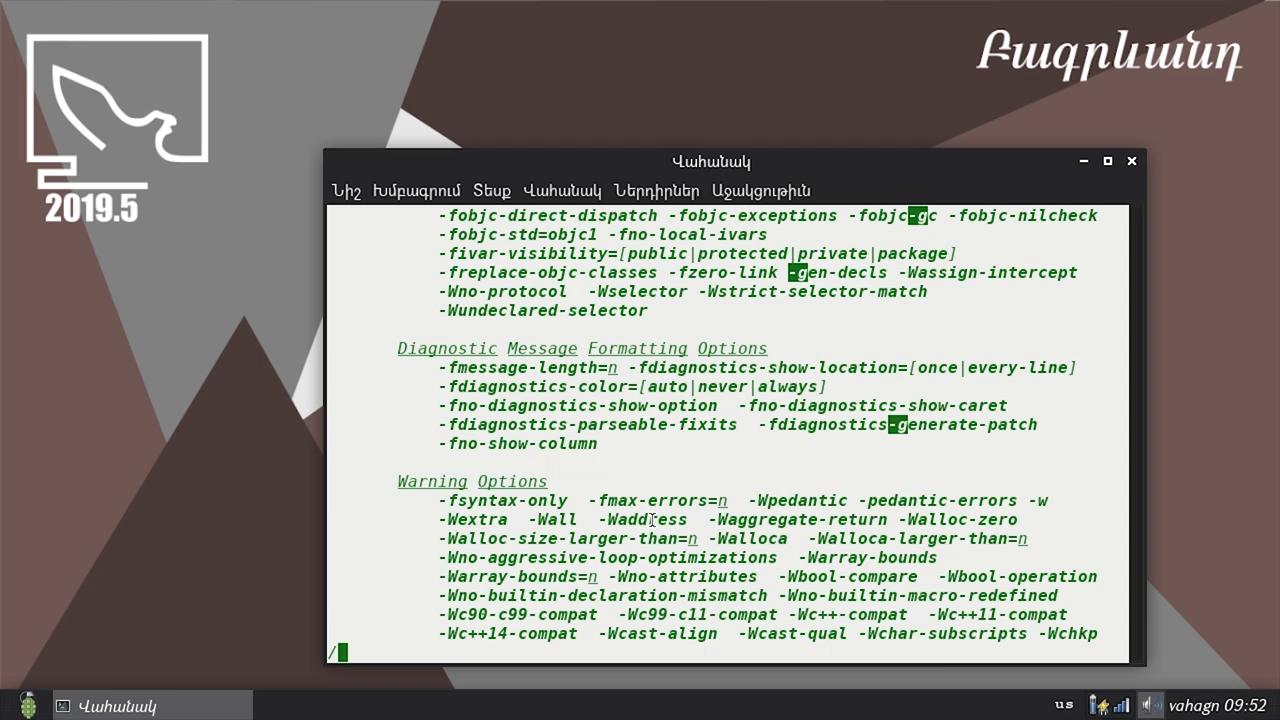 2019.5
Բագրևանդ
Վահանակ
Նիշ Խմբագրում Տեսք Վահանակ Ներդիրներ Աջակցութիւն
-fobjc-direct-dispatch -fobjc-exceptions -fobjc-gc -fobjc-nilcheck
-fobjc-std=objc1 -fno-local-ivars
-fivar-visibility=[public|protected|private|package]
-freplace-objc-classes -fzero-link -gen-decls -Wassign-intercept
-Wno-protocol -Wselector -Wstrict-selector-match
-Wundeclared-selector
Diagnostic Message Formatting Options
-fmessage-length=n -fdiagnostics-show-location=[once|every-line]
-fdiagnostics-color=[auto|never|always]
-fno-diagnostics-show-option -fno-diagnostics-show-caret
-fdiagnostics-parseable-fixits -fdiagnostics-generate-patch
-fno-show-column
Warning Options
-fsyntax-only -fmax-errors=n -Wpedantic -pedantic-errors -w
-Wextra -Wall -Waddress -Waggregate-return -Walloc-zero
-Walloc-size-larger-than=n -Walloca -Walloca-larger-than=n
-Wno-aggressive-loop-optimizations -Warray-bounds
-Warray-bounds=n -Wno-attributes -Wbool-compare -Wbool-operation
-Wno-builtin-declaration-mismatch -Wno-builtin-macro-redefined
-Wc90-c99-compat -Wc99-c11-compat -Wc++-compat -Wc++11-compat
-Wc++14-compat -Wcast-align -Wcast-qual -Wchar-subscripts -Wchkp
/
Վահանակ us vahagn 09:52